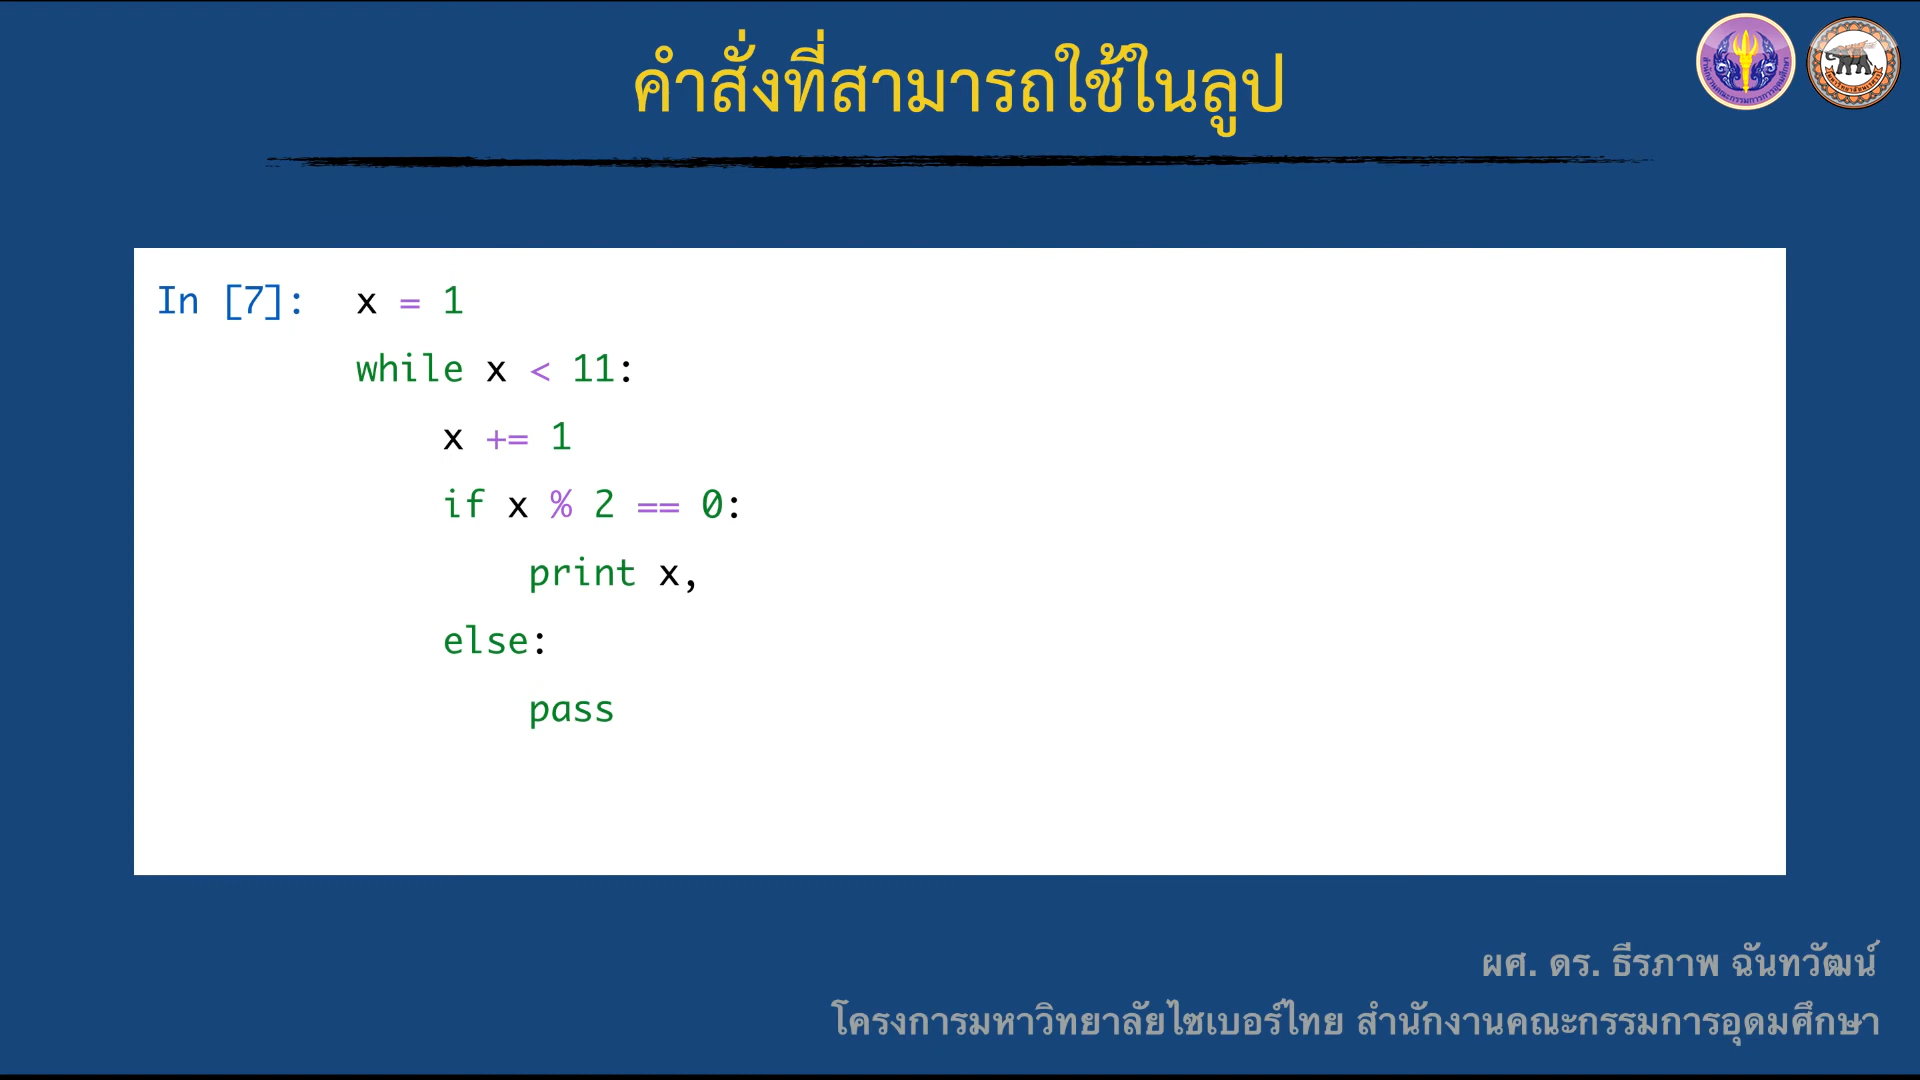 คำสั่งที่สามารถใช้ในลูป
In [7]: x = 1
while x < 11:
x += 1
if x % 2 == 0:
print x,
else:
pass
ผศ. ดร. ธีรภาพ ฉันทวัฒน์
โครงการมหาวิทยาลัยไซเบอร์ไทย สำนักงานคณะกรรมการอุดมศึกษา